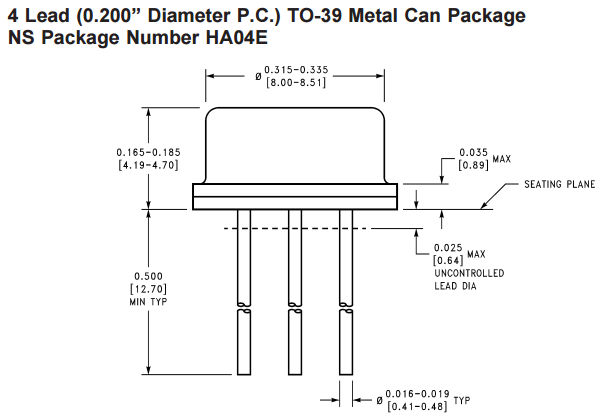 4 Lead (0.200” Diameter P.C.) TO-39 Metal Can Package
NS Package Number HA04E
ø 0.315-0.335
[8.00-8.51]
0.165-0.185
[4.19-4.70]
0.035 MAX
[0.89]
SEATING PLANE
0.025 MAX
[0.64]
UNCONTROLLED
LEAD DIA
0.500
[12.70]
MIN TYP
ø 0.016-0.019 TYP
[0.41-0.48]